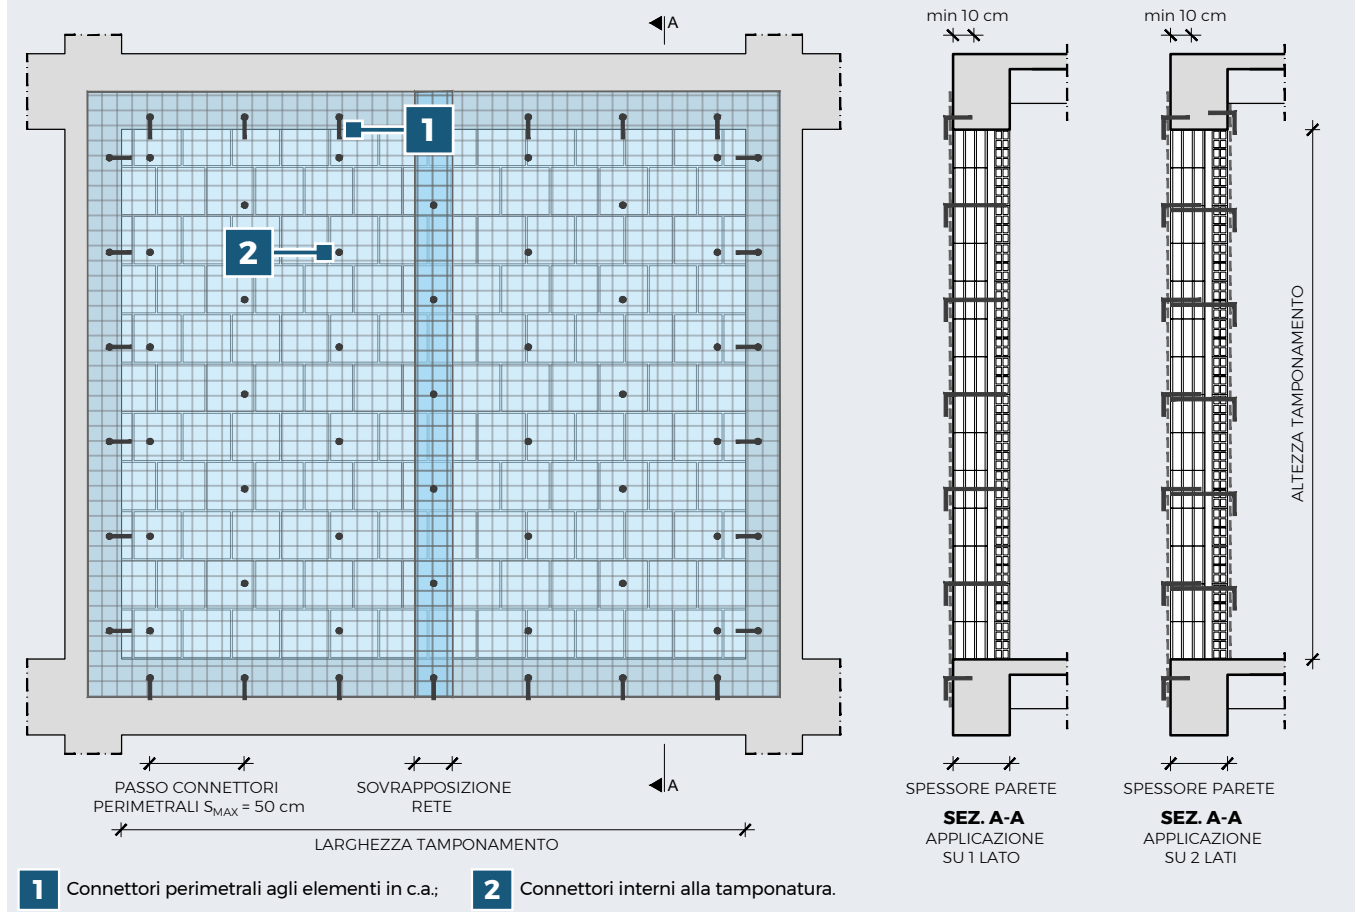 A
min 10 cm
min 10 cm
1
2
ALTEZZA TAMPONAMENTO
A
PASSO CONNETTORI
PERIMETRALI SMAX = 50 cm
SOVRAPPOSIZIONE
RETE
LARGHEZZA TAMPONAMENTO
SPESSORE PARETE
SEZ. A-A
APPLICAZIONE
SU 1 LATO
SPESSORE PARETE
SEZ. A-A
APPLICAZIONE
SU 2 LATI
1 Connettori perimetrali agli elementi in c.a.;
2 Connettori interni alla tamponatura.